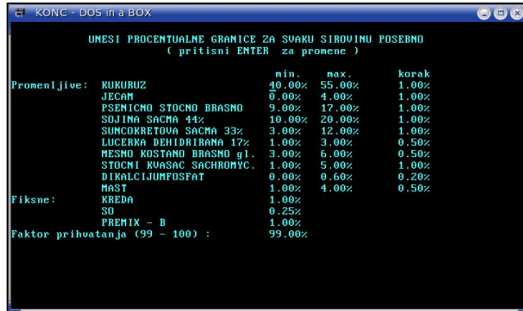 KONC - DOS in a BOX
UNESI PROCENTUALNE GRANICE ZA SVAKU SIROVINU POSEBNO
( pritisni ENTER za promene )
min. max. korak
Promenljive: KUKURUZ 40.00% 55.00% 1.00%
JECAM 0.00% 4.00% 1.00%
PSENICNO STOCNO BRASNO 9.00% 17.00% 1.00%
SOJINA SACMA 44% 10.00% 20.00% 1.00%
SUNCOKRETOVA SACMA 33% 3.00% 12.00% 1.00%
LUCERKA DEHIDRIRANA 17% 1.00% 3.00% 0.50%
MESNO KOSTANO BRASNO gl. 3.00% 6.00% 0.50%
STOCNI KVASAC SACHROMYC. 1.00% 5.00% 1.00%
DIKALCIJUMFOSFAT 0.00% 0.60% 0.20%
MAST 1.00% 4.00% 0.50%
Fiksne: KREDA 1.00%
SO 0.25%
PREMIX - B 1.00%
Faktor prihvatanja (99 - 100) : 99.00%